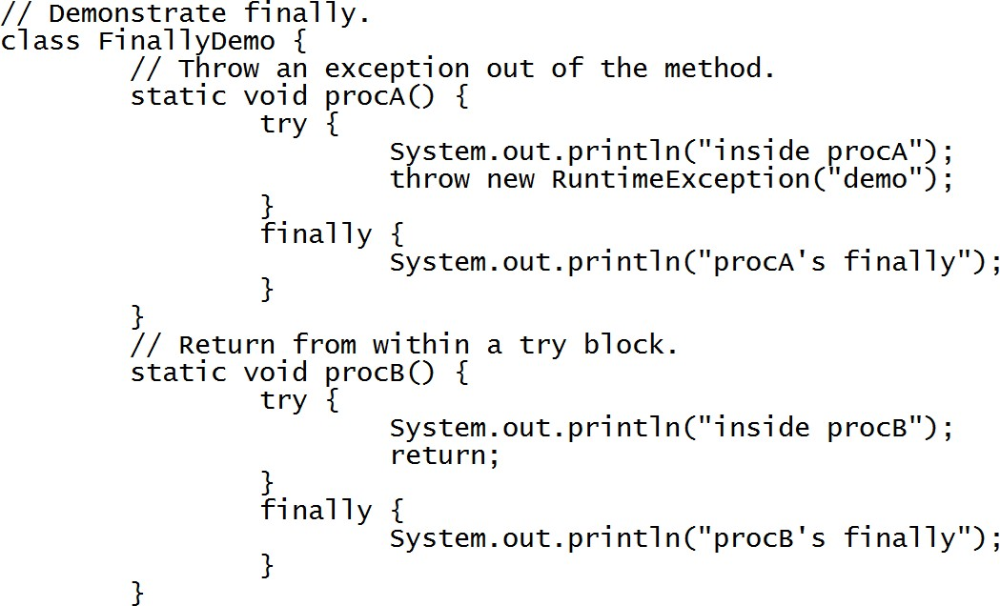 // Demonstrate finally.
class FinallyDemo {
        // Throw an exception out of the method.
        static void procA() {
                try {
                        System.out.println("inside procA");
                        throw new RuntimeException("demo");
                }
                finally {
                        System.out.println("procA's finally");
                }
        }
        // Return from within a try block.
        static void procB() {
                try {
                        System.out.println("inside procB");
                        return;
                }
                finally {
                        System.out.println("procB's finally");
                }
        }